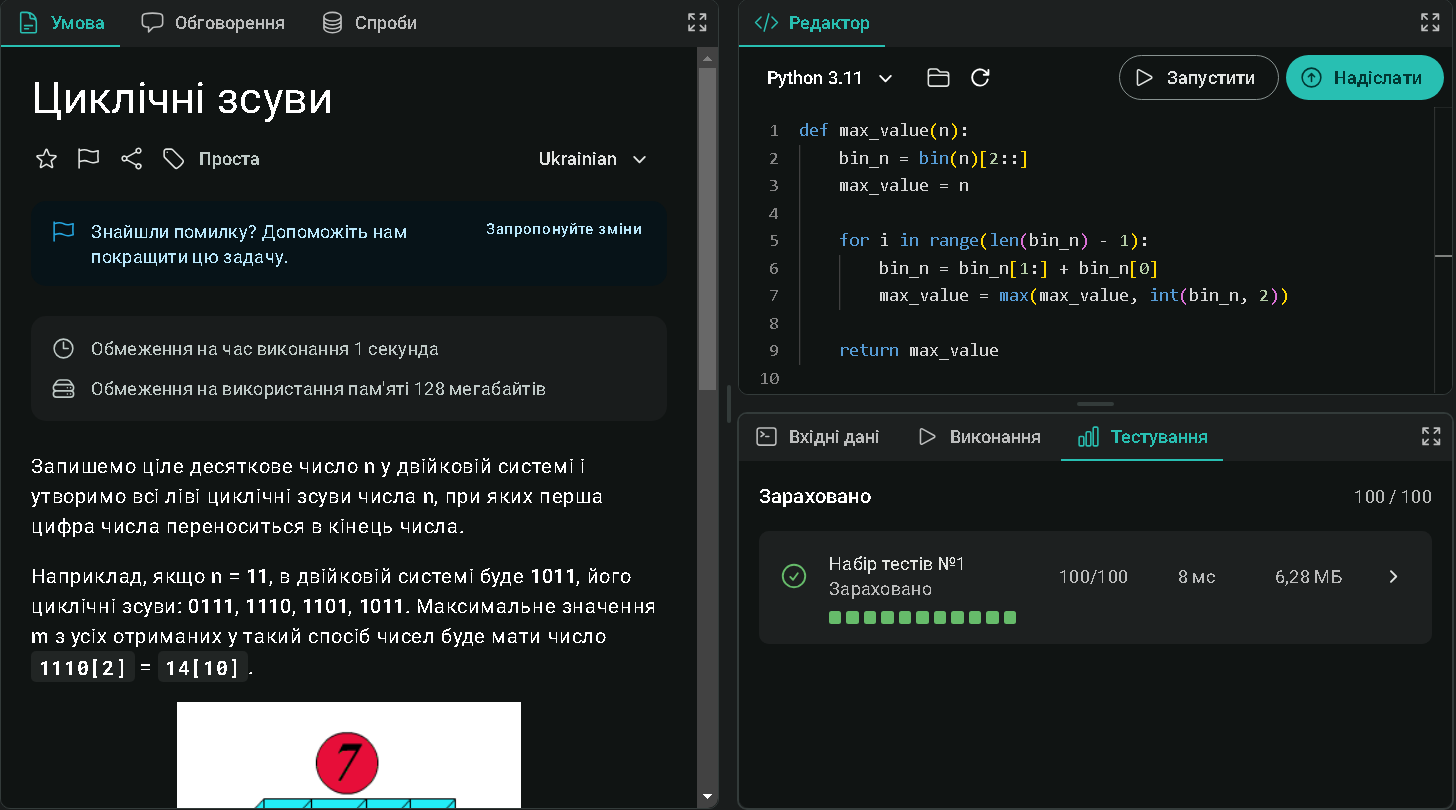 Умова
Обговорення
Спроби
Циклічні зсуви
Проста
Ukrainian
Знайшли помилку? Допоможіть нам
покращити цю задачу.
Запропонуйте зміни
Обмеження на час виконання 1 секунда
Обмеження на використання пам'яті 128 мегабайтів
Запишемо ціле десяткове число n у двійковій системі і
утворимо всі ліві циклічні зсуви числа n, при яких перша
цифра числа переноситься в кінець числа.
Наприклад, якщо n = 11, в двійковій системі буде 1011, його
циклічні зсуви: 0111, 1110, 1101, 1011. Максимальне значення
m з усіх отриманих у такий спосіб чисел буде мати число
1110[2] = 14[10].
7
</> Редактор
Python 3.11
Запустити
Надіслати
1 def max_value(n):
2     bin_n = bin(n)[2::]
3     max_value = n
4
5     for i in range(len(bin_n) - 1):
6         bin_n = bin_n[1:] + bin_n[0]
7         max_value = max(max_value, int(bin_n, 2))
8
9     return max_value
10
Вхідні дані
Виконання
Тестування
Зараховано
100 / 100
Набір тестів №1
Зараховано
100/100
8 мс
6,28 МБ